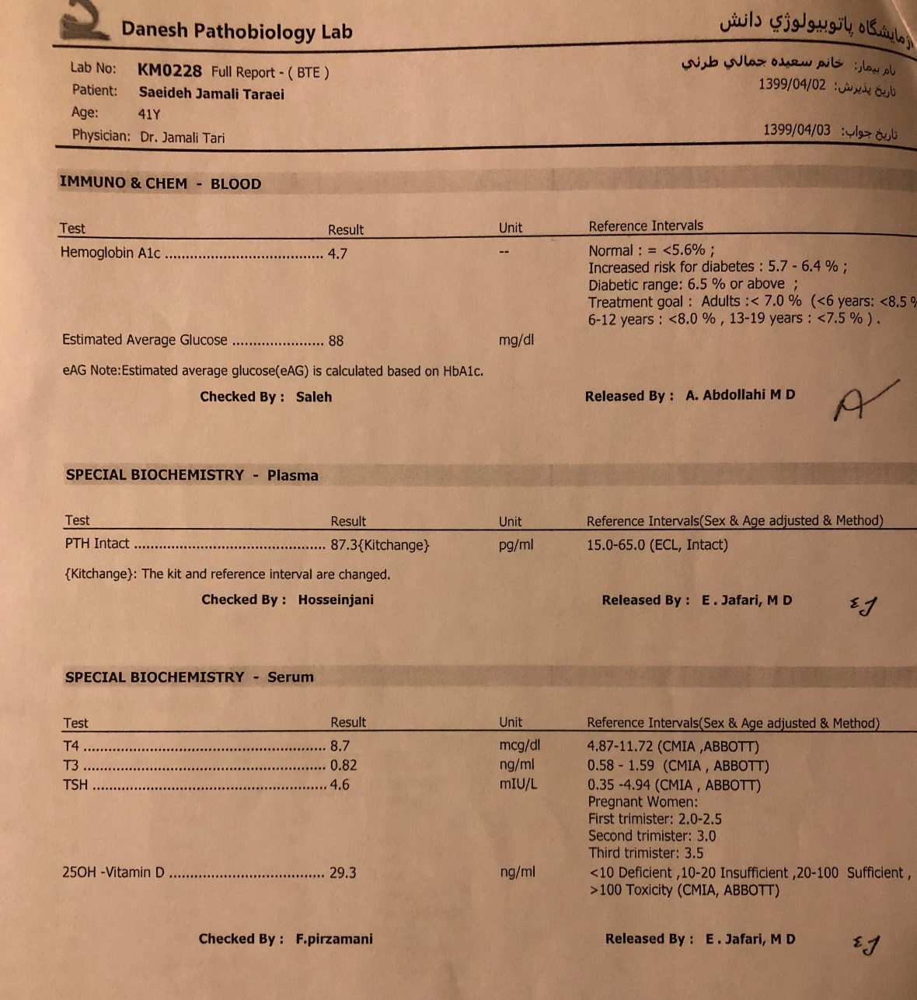 Danesh Pathobiology Lab
آزمایشگاه پاتوبیولوژي دانش
Lab No: KM0228 Full Report - ( BTE )
نام بیمار: خانم سعیده جمالي طرئي
Patient: Saeideh Jamali Taraei
تاریخ پذیرش: 1399/04/02
Age: 41Y
Physician: Dr. Jamali Tari
تاریخ جواب: 1399/04/03
IMMUNO & CHEM - BLOOD
Test Result Unit Reference Intervals
Hemoglobin A1c ....................................... 4.7 -- Normal : = <5.6% ;
Increased risk for diabetes : 5.7 - 6.4 % ;
Diabetic range: 6.5 % or above ;
Treatment goal : Adults :< 7.0 % (<6 years: <8.5 %
6-12 years : <8.0 % , 13-19 years : <7.5 % ) .
Estimated Average Glucose ...................... 88 mg/dl
eAG Note:Estimated average glucose(eAG) is calculated based on HbA1c.
Checked By : Saleh Released By : A. Abdollahi M D
SPECIAL BIOCHEMISTRY - Plasma
Test Result Unit Reference Intervals(Sex & Age adjusted & Method)
PTH Intact .............................................. 87.3{Kitchange} pg/ml 15.0-65.0 (ECL, Intact)
{Kitchange}: The kit and reference interval are changed.
Checked By : Hosseinjani Released By : E . Jafari, M D
EJ
SPECIAL BIOCHEMISTRY - Serum
Test Result Unit Reference Intervals(Sex & Age adjusted & Method)
T4 ........................................................... 8.7 mcg/dl 4.87-11.72 (CMIA ,ABBOTT)
T3 ........................................................... 0.82 ng/ml 0.58 - 1.59 (CMIA , ABBOTT)
TSH ......................................................... 4.6 mIU/L 0.35 -4.94 (CMIA , ABBOTT)
Pregnant Women:
First trimister: 2.0-2.5
Second trimister: 3.0
Third trimister: 3.5
25OH -Vitamin D ..................................... 29.3 ng/ml <10 Deficient ,10-20 Insufficient ,20-100 Sufficient ,
>100 Toxicity (CMIA, ABBOTT)
Checked By : F.pirzamani Released By : E . Jafari, M D
EJ